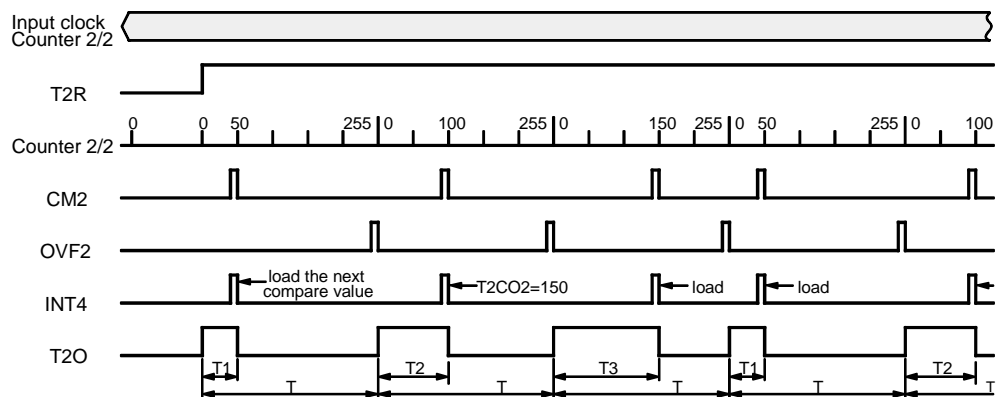 Input clock
Counter 2/2
T2R
0 0 50 255 0 100 255 0 150 255 0 50 255 0 100
Counter 2/2
CM2
OVF2
INT4
load the next
compare value
T2CO2=150
load
load
T2O
T1 T2 T3 T1 T2
T T T T T